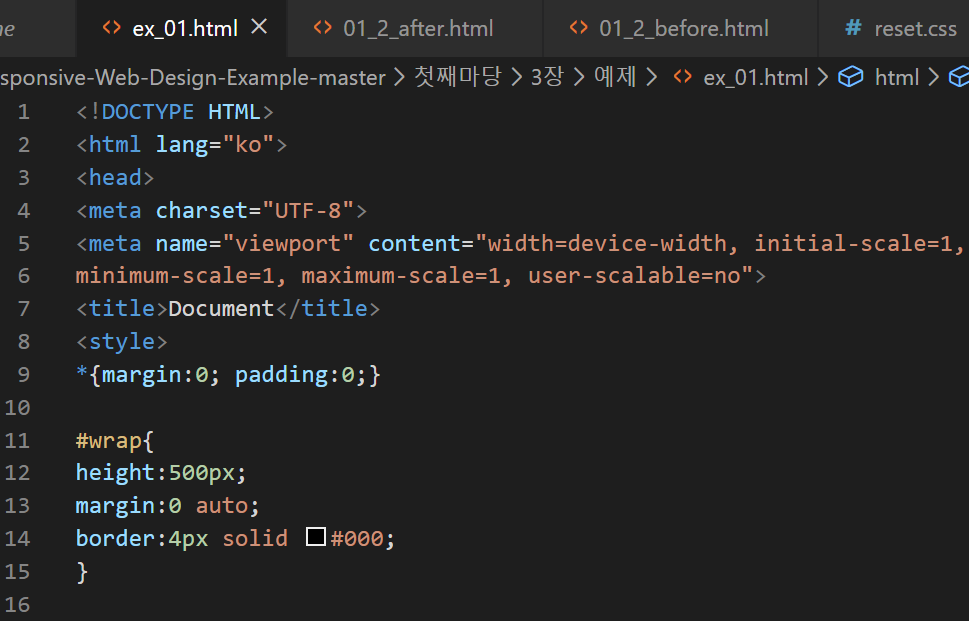 ne ex_01.html 01_2_after.html 01_2_before.html # reset.css
sponsive-Web-Design-Example-master > 첫째마당 > 3장 > 예제 > ex_01.html > html >
1 <!DOCTYPE HTML>
2 <html lang="ko">
3 <head>
4 <meta charset="UTF-8">
5 <meta name="viewport" content="width=device-width, initial-scale=1,
6 minimum-scale=1, maximum-scale=1, user-scalable=no">
7 <title>Document</title>
8 <style>
9 *{margin:0; padding:0;}
10
11 #wrap{
12 height:500px;
13 margin:0 auto;
14 border:4px solid #000;
15 }
16